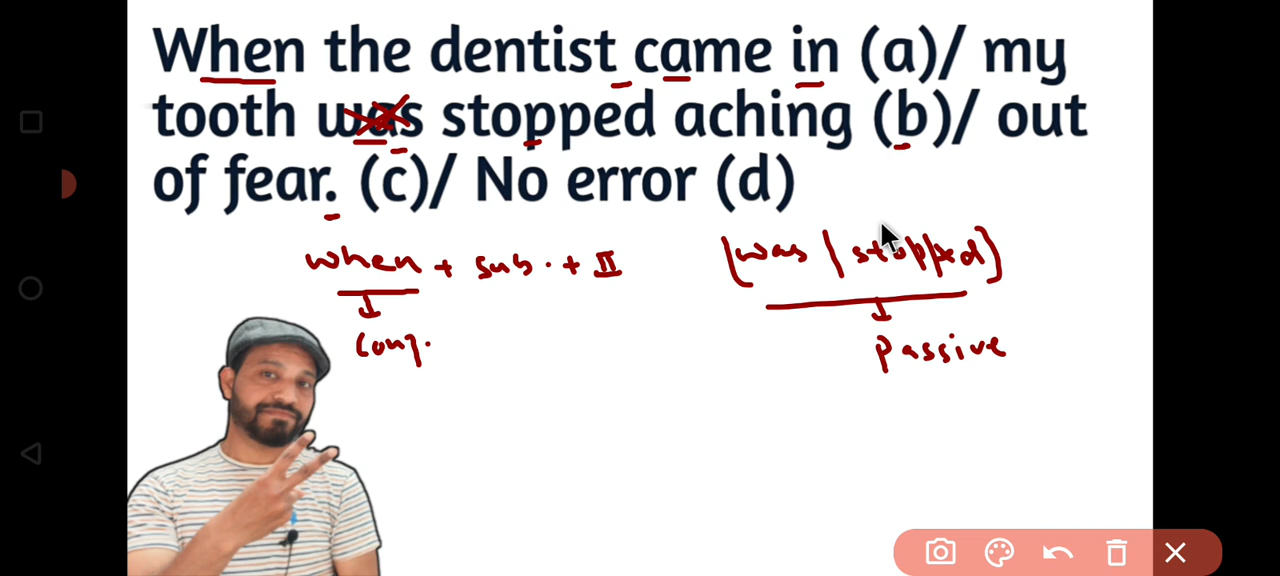 When the dentist came in (a)/ my
tooth was stopped aching (b)/ out
of fear. (c)/ No error (d)
when + sub. + II (was / stopped)
conj. passive